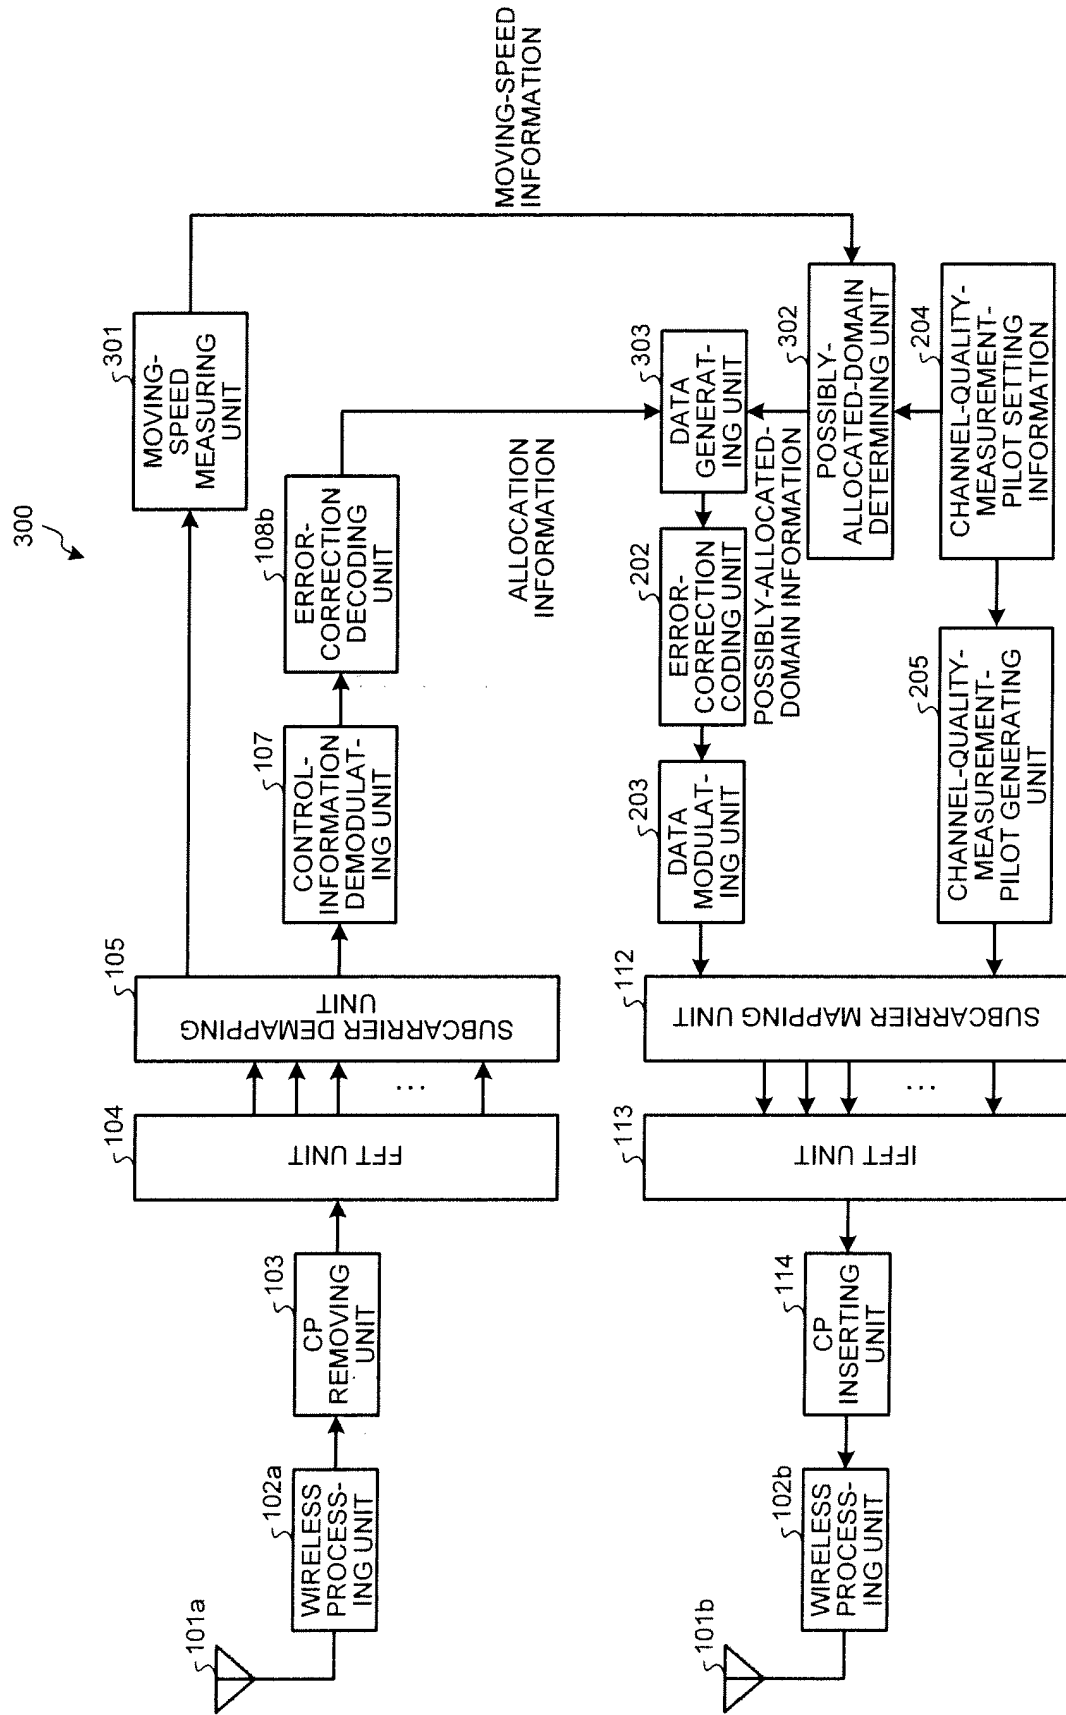 300
101a
WIRELESS
PROCESS-
ING UNIT
102a
CP
REMOVING
UNIT
103
FFT UNIT
104
SUBCARRIER DEMAPPING
UNIT
105
CONTROL-
INFORMATION
DEMODULAT-
ING UNIT
107
ERROR-
CORRECTION
DECODING
UNIT
108b
MOVING-
SPEED
MEASURING
UNIT
301
MOVING-SPEED
INFORMATION
ALLOCATION
INFORMATION
101b
WIRELESS
PROCESS-
ING UNIT
102b
CP
INSERTING
UNIT
114
IFFT UNIT
113
SUBCARRIER MAPPING UNIT
112
DATA
MODULAT-
ING UNIT
203
ERROR-
CORRECTION
CODING UNIT
202
DATA
GENERAT-
ING UNIT
303
POSSIBLY-ALLOCATED-
DOMAIN INFORMATION
POSSIBLY-
ALLOCATED-DOMAIN
DETERMINING UNIT
302
CHANNEL-QUALITY-
MEASUREMENT-
PILOT GENERATING
UNIT
205
CHANNEL-QUALITY-
MEASUREMENT-
PILOT SETTING
INFORMATION
204